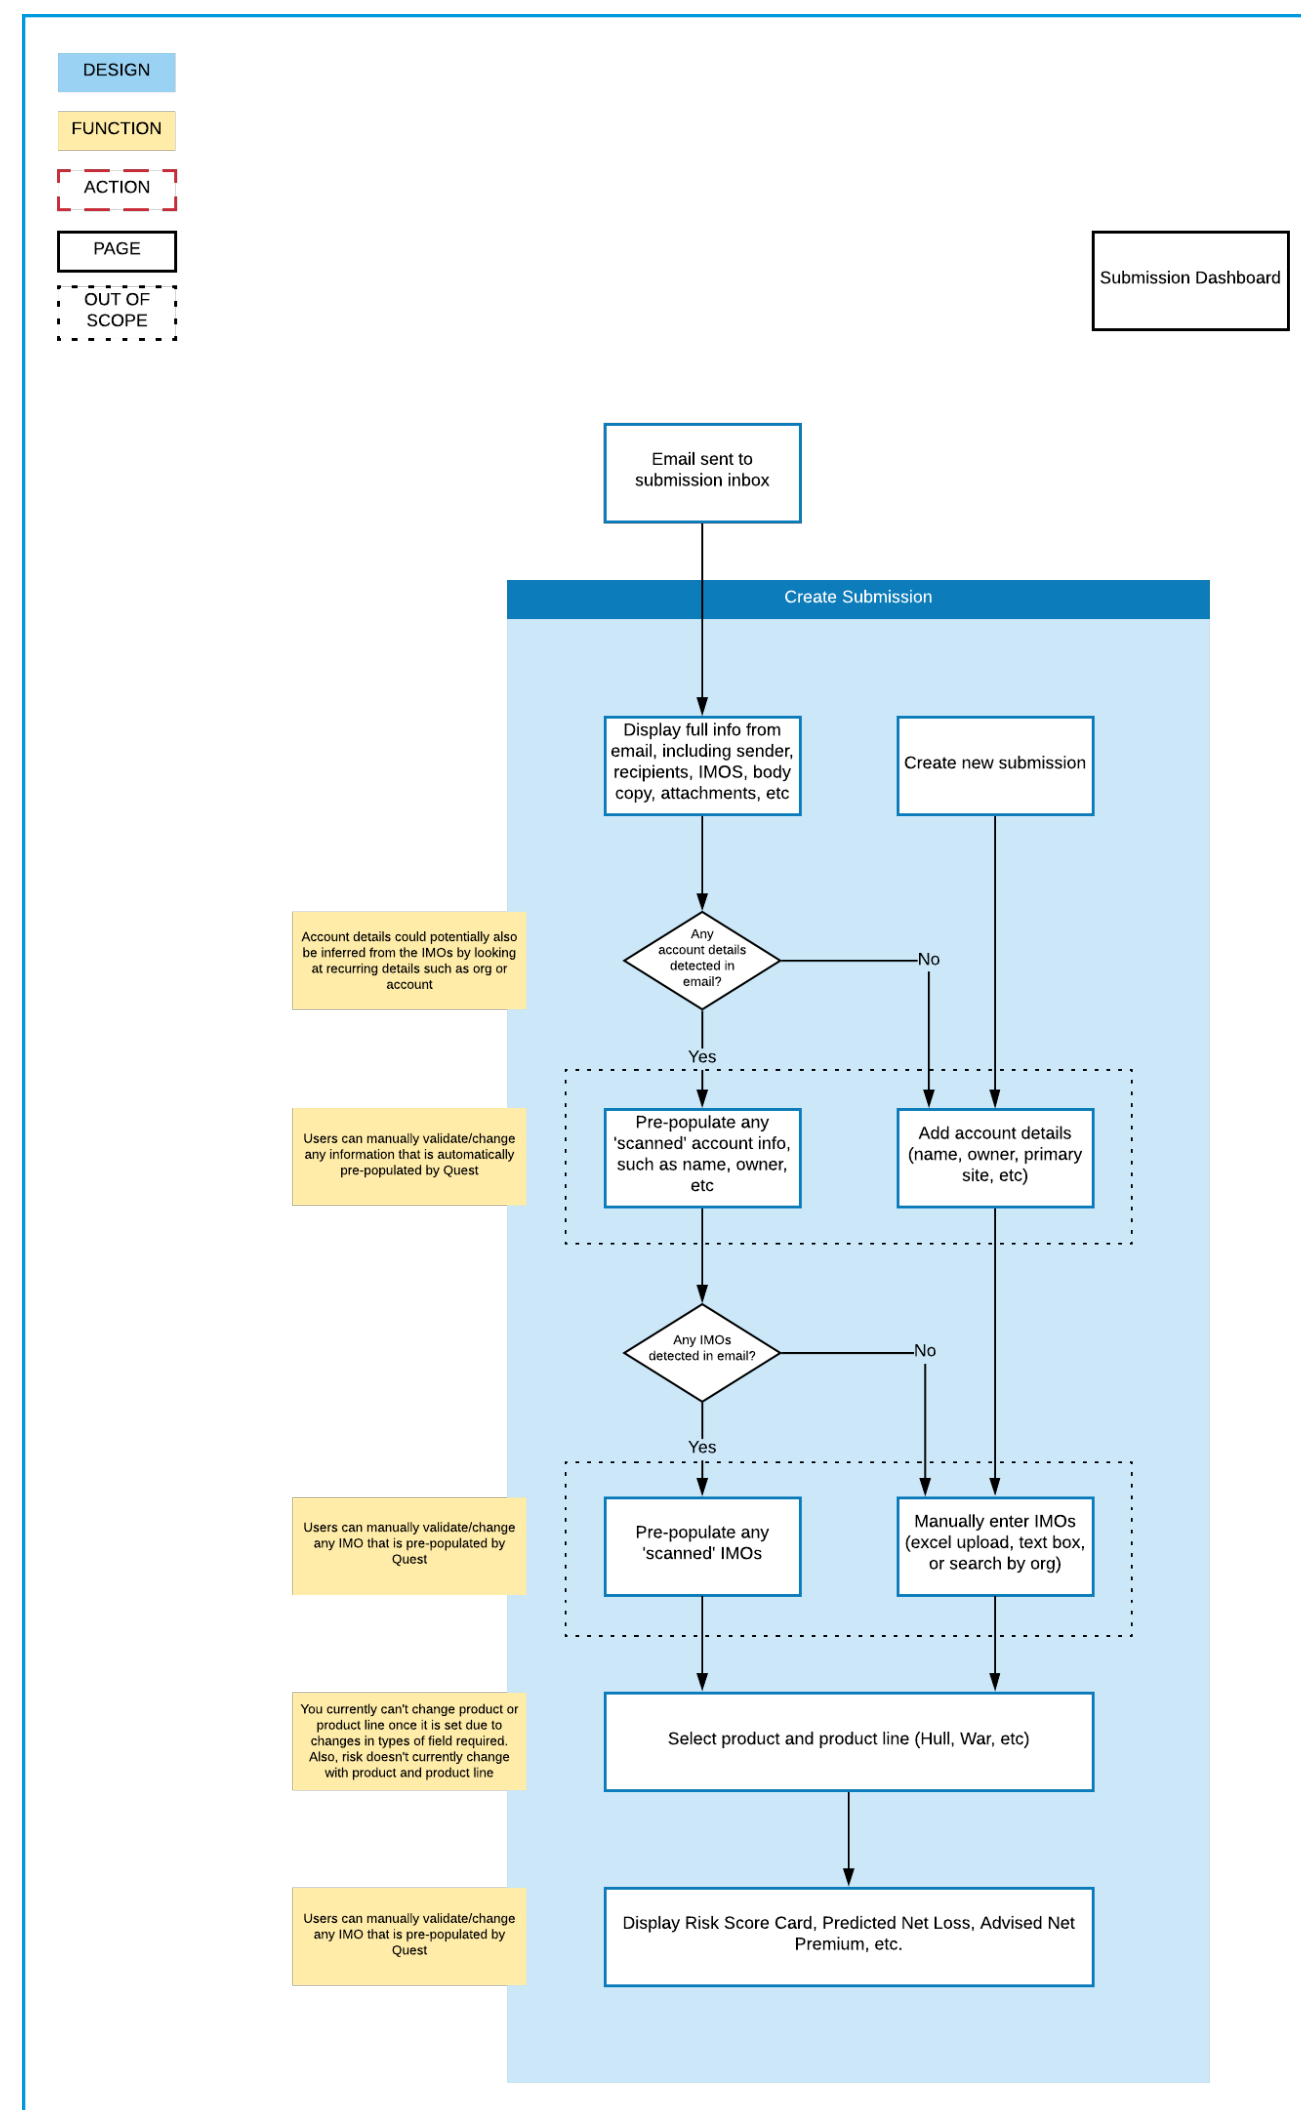 DESIGN
FUNCTION
ACTION
PAGE
OUT OF
SCOPE
Submission Dashboard
Email sent to
submission inbox
Create Submission
Display full info from
email, including sender,
recipients, IMOS, body
copy, attachments, etc
Create new submission
Account details could potentially also
be inferred from the IMOs by looking
at recurring details such as org or
account
Any
account details
detected in
email?
No
Yes
Users can manually validate/change
any information that is automatically
pre-populated by Quest
Pre-populate any
'scanned' account info,
such as name, owner,
etc
Add account details
(name, owner, primary
site, etc)
Any IMOs
detected in email?
No
Yes
Users can manually validate/change
any IMO that is pre-populated by
Quest
Pre-populate any
'scanned' IMOs
Manually enter IMOs
(excel upload, text box,
or search by org)
You currently can't change product or
product line once it is set due to
changes in types of field required.
Also, risk doesn't currently change
with product and product line
Select product and product line (Hull, War, etc)
Users can manually validate/change
any IMO that is pre-populated by
Quest
Display Risk Score Card, Predicted Net Loss, Advised Net
Premium, etc.